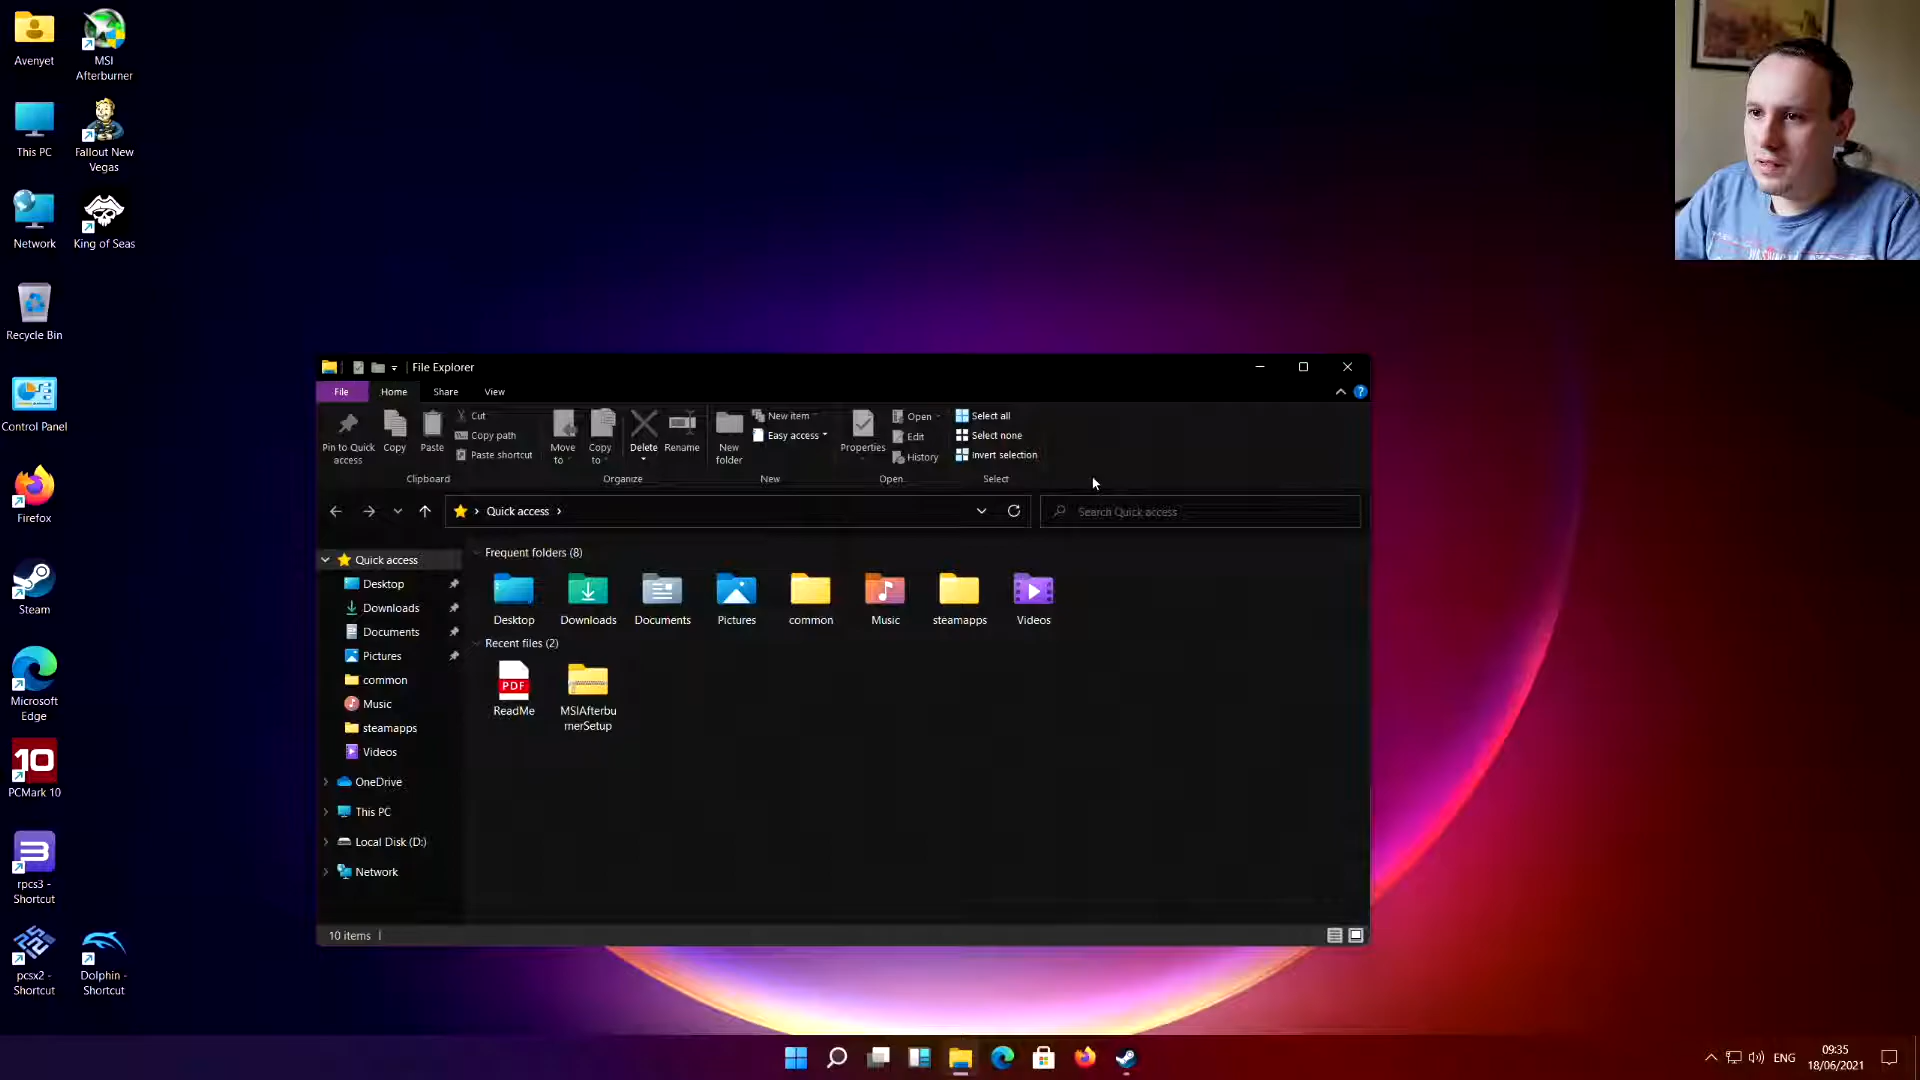 Avenyet
MSI
Afterburner
This PC
Fallout New
Vegas
Network
King of Seas
Recycle Bin
Control Panel
Firefox
Steam
Microsoft
Edge
10
PCMark 10
rpcs3 -
Shortcut
pcsx2 -
Shortcut
Dolphin -
Shortcut
File Explorer
File
Home
Share
View
Pin to Quick
access
Copy
Paste
Cut
Copy path
Paste shortcut
Clipboard
Move
to
Copy
to
Delete
Rename
Organize
New
folder
New item
Easy access
New
Properties
Open
Edit
History
Open
Select all
Select none
Invert selection
Select
Quick access
Search Quick access
Quick access
Desktop
Downloads
Documents
Pictures
common
Music
steamapps
Videos
OneDrive
This PC
Local Disk (D:)
Network
Frequent folders (8)
Desktop
Downloads
Documents
Pictures
common
Music
steamapps
Videos
Recent files (2)
PDF
ReadMe
MSIAfterbu
rnerSetup
10 items
ENG
09:35
18/06/2021